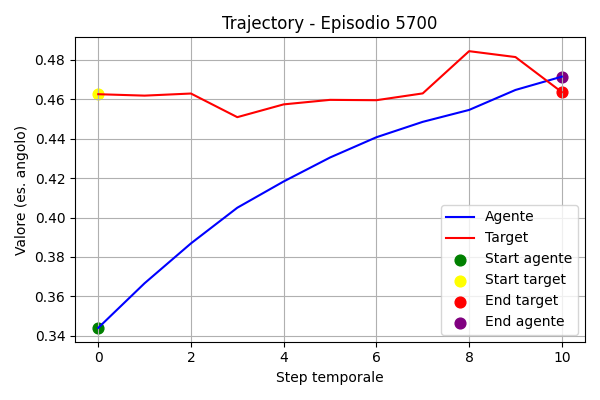 Trajectory - Episodio 5700
Valore (es. angolo)
0.48
0.46
0.44
0.42
0.40
0.38
0.36
0.34
0 2 4 6 8 10
Step temporale
Agente
Target
Start agente
Start target
End target
End agente